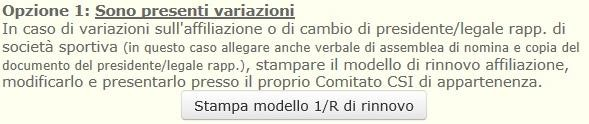 Opzione 1: Sono presenti variazioni
In caso di variazioni sull'affiliazione o di cambio di presidente/legale rapp. di
società sportiva (in questo caso allegare anche verbale di assemblea di nomina e copia del
documento del presidente/legale rapp.), stampare il modello di rinnovo affiliazione,
modificarlo e presentarlo presso il proprio Comitato CSI di appartenenza.
Stampa modello 1/R di rinnovo